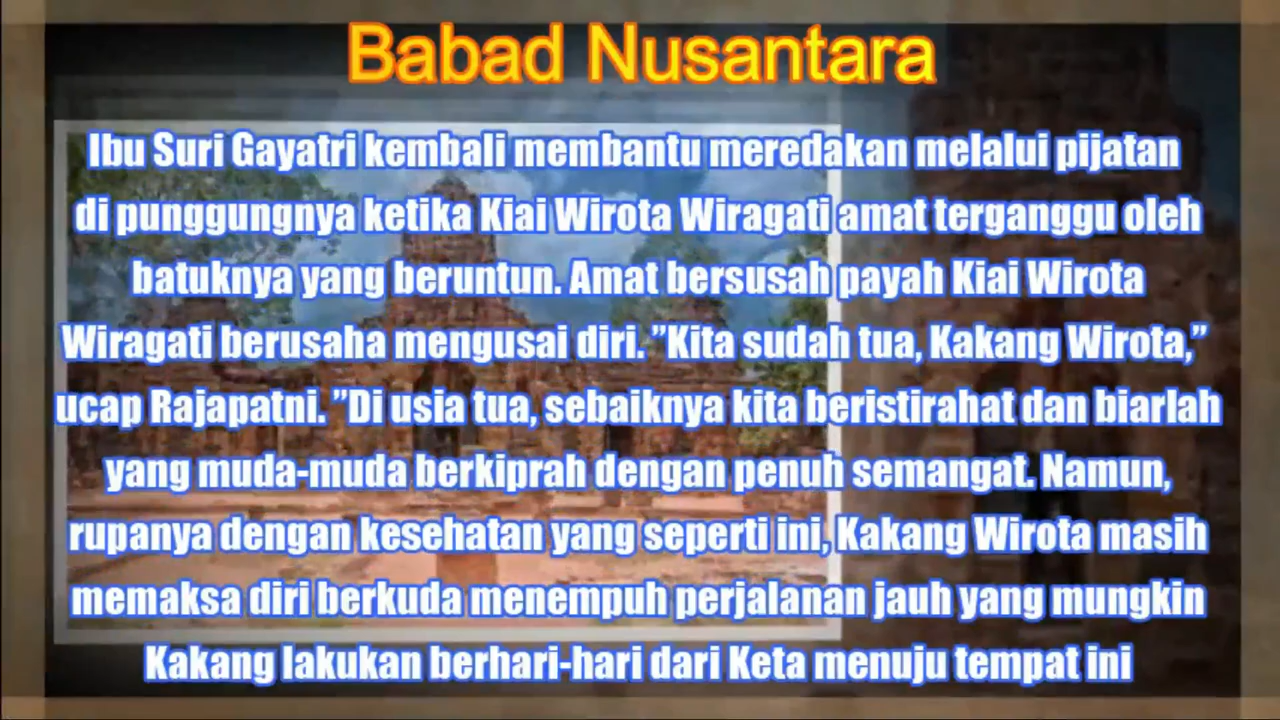 Babad Nusantara
Ibu Suri Gayatri kembali membantu meredakan melalui pijatan
di punggungnya ketika Kiai Wirota Wiragati amat terganggu oleh
batuknya yang beruntun. Amat bersusah payah Kiai Wirota
Wiragati berusaha mengusai diri. ”Kita sudah tua, Kakang Wirota,”
ucap Rajapatni. ”Di usia tua, sebaiknya kita beristirahat dan biarlah
yang muda-muda berkiprah dengan penuh semangat. Namun,
rupanya dengan kesehatan yang seperti ini, Kakang Wirota masih
memaksa diri berkuda menempuh perjalanan jauh yang mungkin
Kakang lakukan berhari-hari dari Keta menuju tempat ini